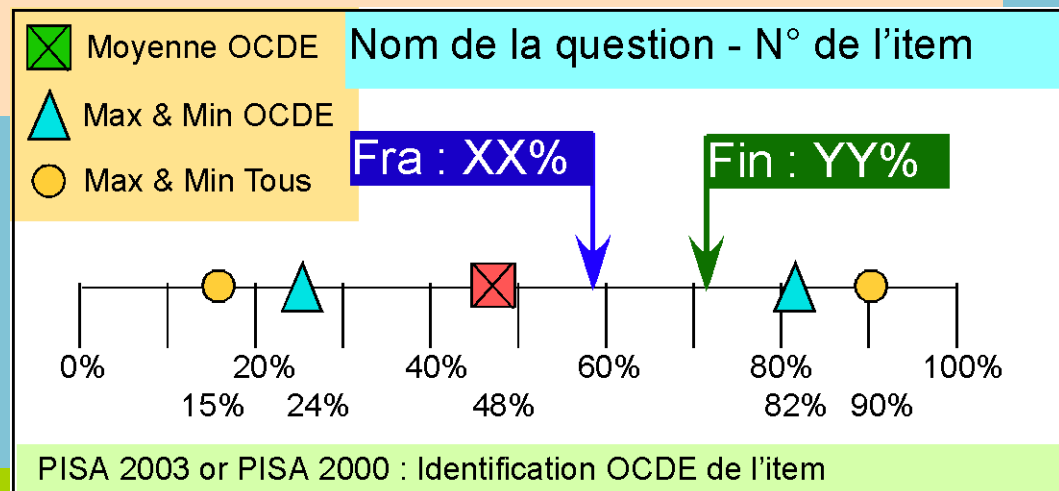 Moyenne OCDE
Max & Min OCDE
Max & Min Tous
Nom de la question - N° de l'item
Fra : XX%
Fin : YY%
0% 20% 40% 60% 80% 100%
15% 24% 48% 82% 90%
PISA 2003 or PISA 2000 : Identification OCDE de l'item